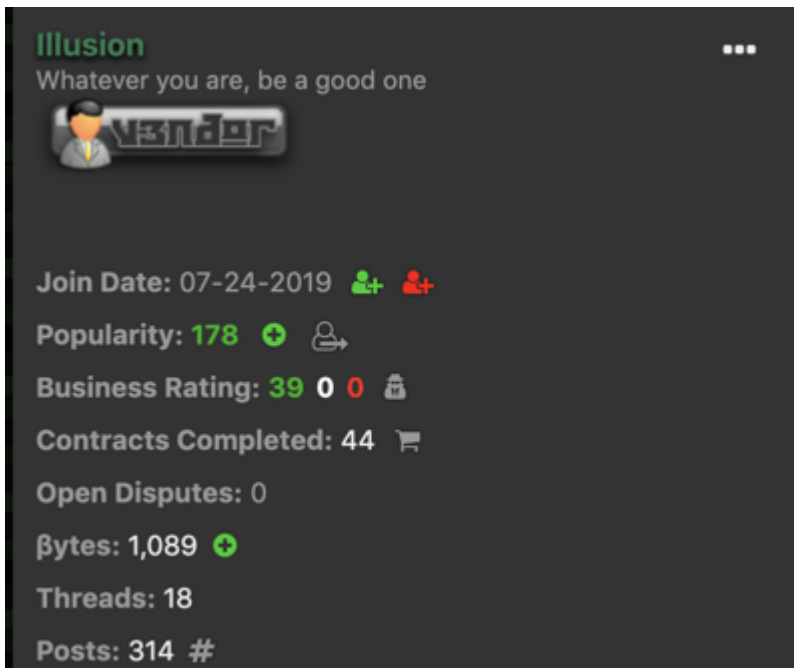 Illusion
Whatever you are, be a good one
v3ndor
Join Date: 07-24-2019
Popularity: 178
Business Rating: 39 0 0
Contracts Completed: 44
Open Disputes: 0
βytes: 1,089
Threads: 18
Posts: 314 #